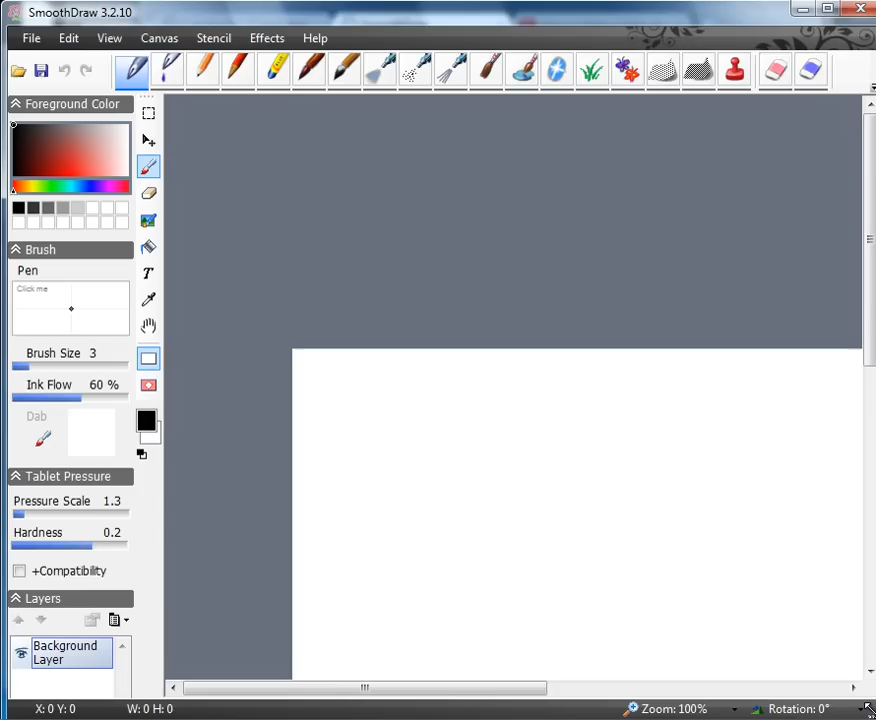 SmoothDraw 3.2.10
File Edit View Canvas Stencil Effects Help
Foreground Color
Brush
Pen
Click me
Brush Size 3
Ink Flow 60 %
Dab
T
Tablet Pressure
Pressure Scale 1.3
Hardness 0.2
+Compatibility
Layers
Background
Layer
X: 0 Y: 0 W: 0 H: 0 Zoom: 100% Rotation: 0°